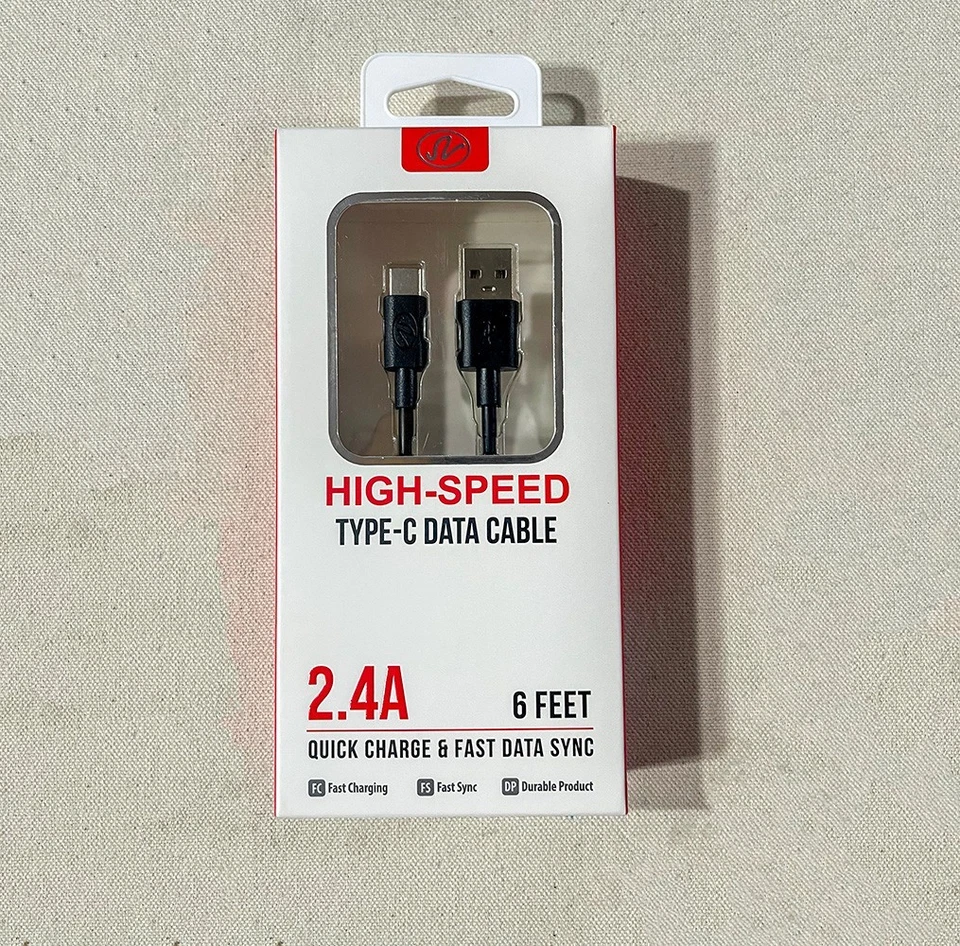 HIGH-SPEED
TYPE-C DATA CABLE
2.4A
6 FEET
QUICK CHARGE & FAST DATA SYNC
FC Fast Charging FS Fast Sync DP Durable Product